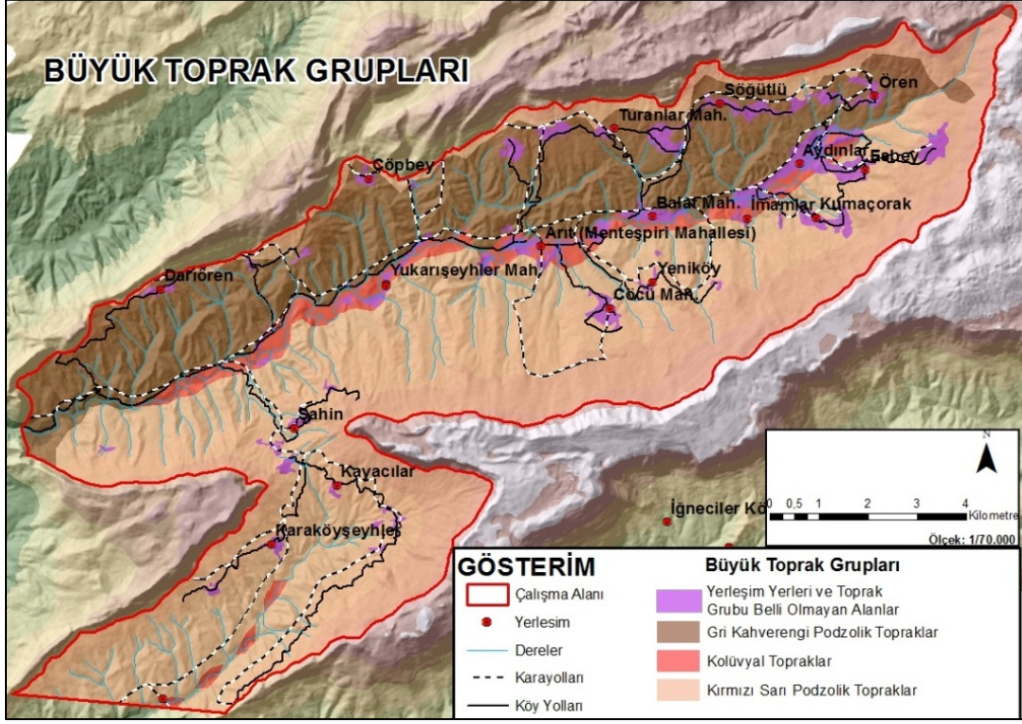 BÜYÜK TOPRAK GRUPLARI
Ören
Söğütlü
Turanlar Mah.
Aydınlar
Esbey
Çöpbey
Balat Mah.
İmamlar
Kumaçorak
Arıt (Menteşpiri Mahallesi)
Darıören
Yukarışeyhler Mah.
Yeniköy
Cöcü Mah.
Şahin
Kayacılar
Karaköyşeyhler
İğneciler Kö
N
0 0,5 1 2 3 4
Kilometre
Ölçek: 1/70.000
GÖSTERİM
Çalışma Alanı
Yerlesim
Dereler
Karayolları
Köy Yolları
Büyük Toprak Grupları
Yerleşim Yerleri ve Toprak
Grubu Belli Olmayan Alanlar
Gri Kahverengi Podzolik Topraklar
Kolüvyal Topraklar
Kırmızı Sarı Podzolik Topraklar